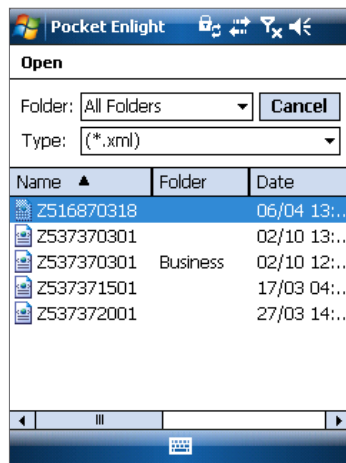 Pocket Enlight
Open
Folder: All Folders Cancel
Type: (*.xml)
Name Folder Date
Z516870318 06/04 13:..
Z537370301 02/10 13:..
Z537370301 Business 02/10 12:..
Z537371501 17/03 04:..
Z537372001 27/03 14:..